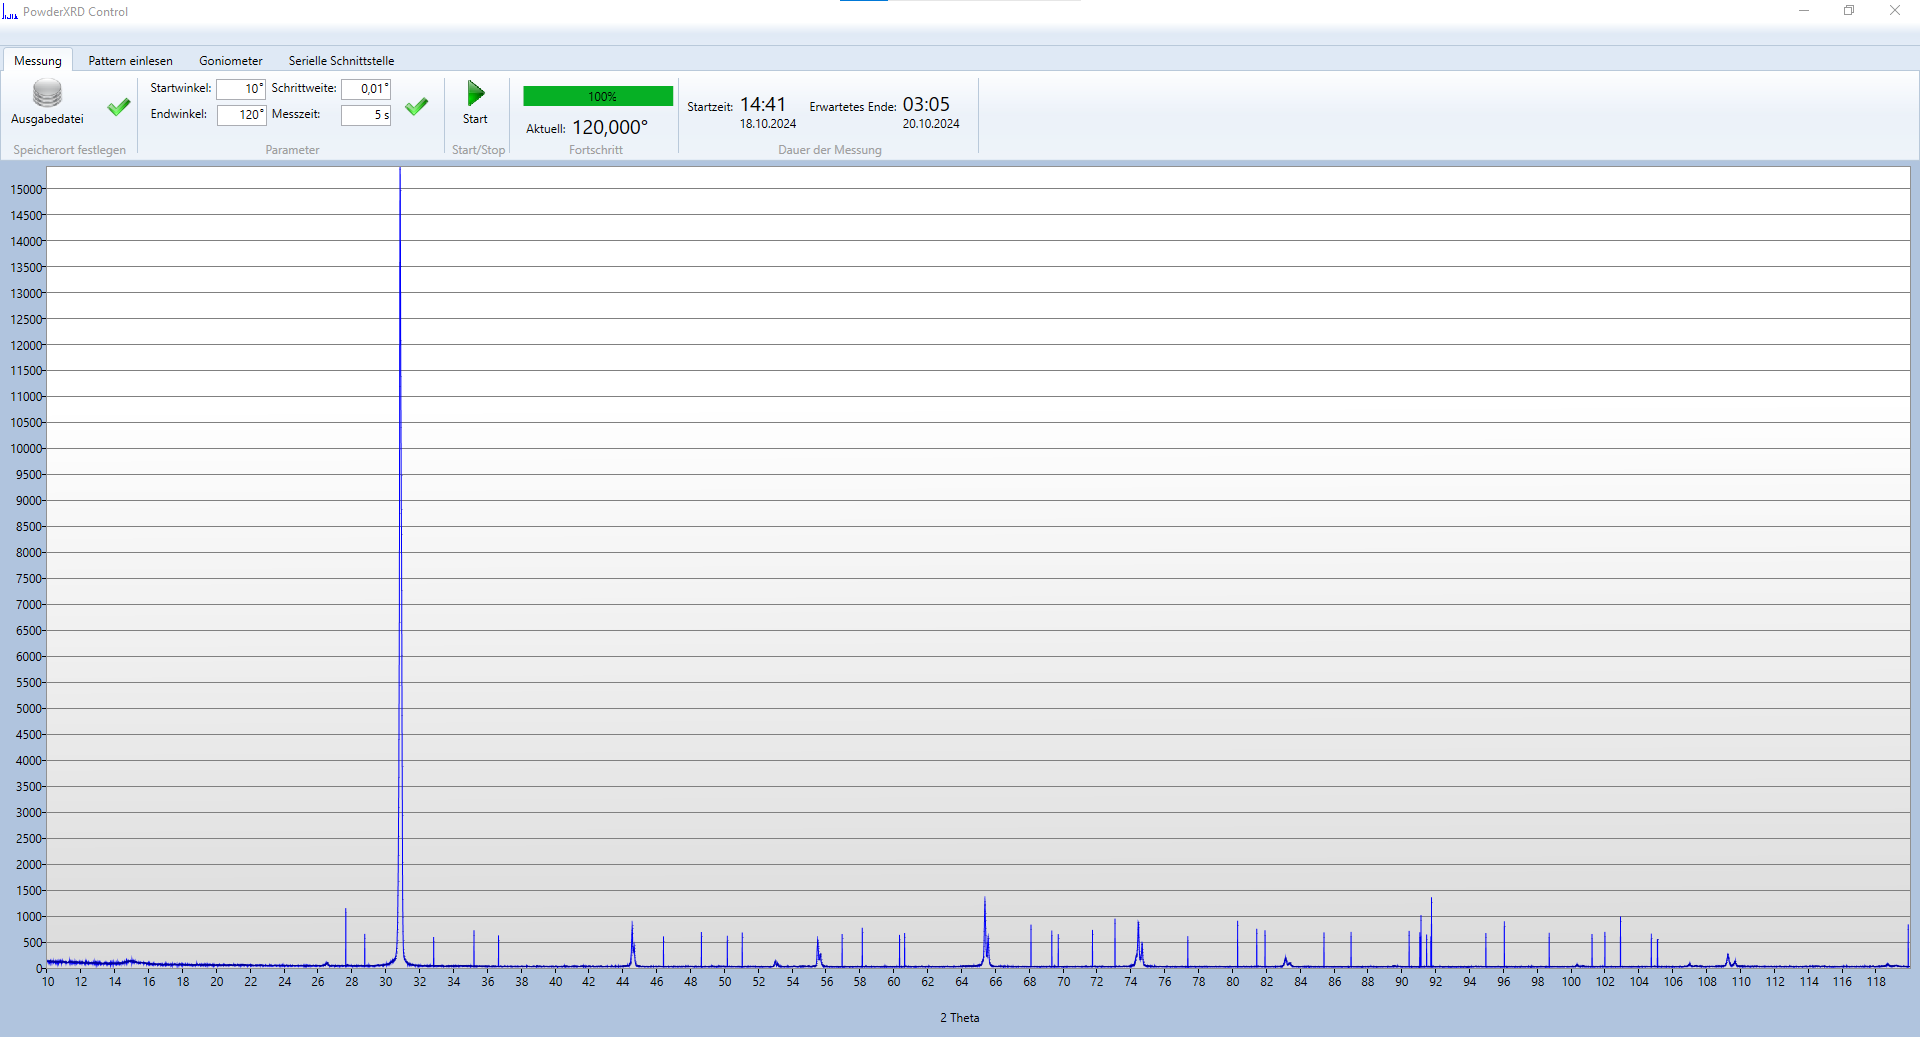 PowderXRD Control
Messung Pattern einlesen Goniometer Serielle Schnittstelle
Ausgabedatei
Speicherort festlegen
Startwinkel: 10° Schrittweite: 0,01°
Endwinkel: 120° Messzeit: 5 s
Parameter
Start
Start/Stop
100%
Aktuell: 120,000°
Fortschritt
Startzeit: 14:41 Erwartetes Ende: 03:05
18.10.2024 20.10.2024
Dauer der Messung
15000
14500
14000
13500
13000
12500
12000
11500
11000
10500
10000
9500
9000
8500
8000
7500
7000
6500
6000
5500
5000
4500
4000
3500
3000
2500
2000
1500
1000
500
0
10 12 14 16 18 20 22 24 26 28 30 32 34 36 38 40 42 44 46 48 50 52 54 56 58 60 62 64 66 68 70 72 74 76 78 80 82 84 86 88 90 92 94 96 98 100 102 104 106 108 110 112 114 116 118
2 Theta